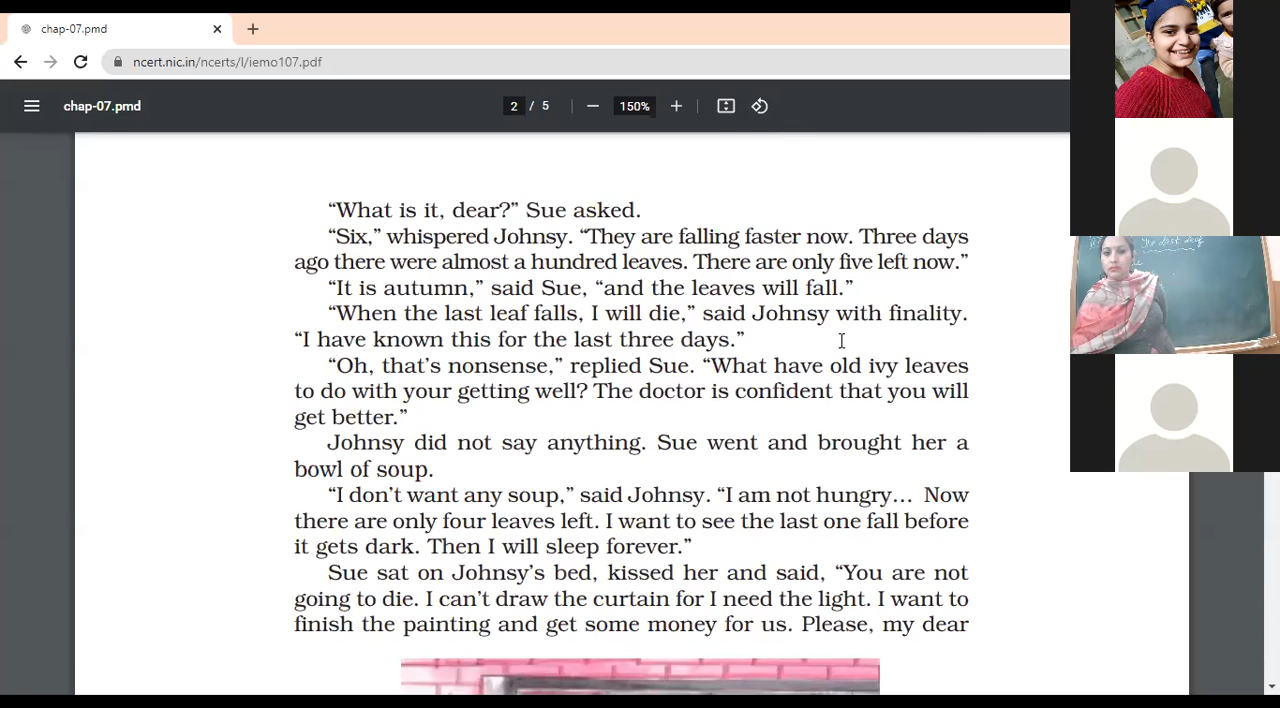 chap-07.pmd
ncert.nic.in/ncerts/l/iemo107.pdf
chap-07.pmd
2 / 5
150%
“What is it, dear?” Sue asked.
“Six,” whispered Johnsy. “They are falling faster now. Three days
ago there were almost a hundred leaves. There are only five left now.”
“It is autumn,” said Sue, “and the leaves will fall.”
“When the last leaf falls, I will die,” said Johnsy with finality.
“I have known this for the last three days.”
“Oh, that’s nonsense,” replied Sue. “What have old ivy leaves
to do with your getting well? The doctor is confident that you will
get better.”
Johnsy did not say anything. Sue went and brought her a
bowl of soup.
“I don’t want any soup,” said Johnsy. “I am not hungry… Now
there are only four leaves left. I want to see the last one fall before
it gets dark. Then I will sleep forever.”
Sue sat on Johnsy’s bed, kissed her and said, “You are not
going to die. I can’t draw the curtain for I need the light. I want to
finish the painting and get some money for us. Please, my dear
The Last Leaf